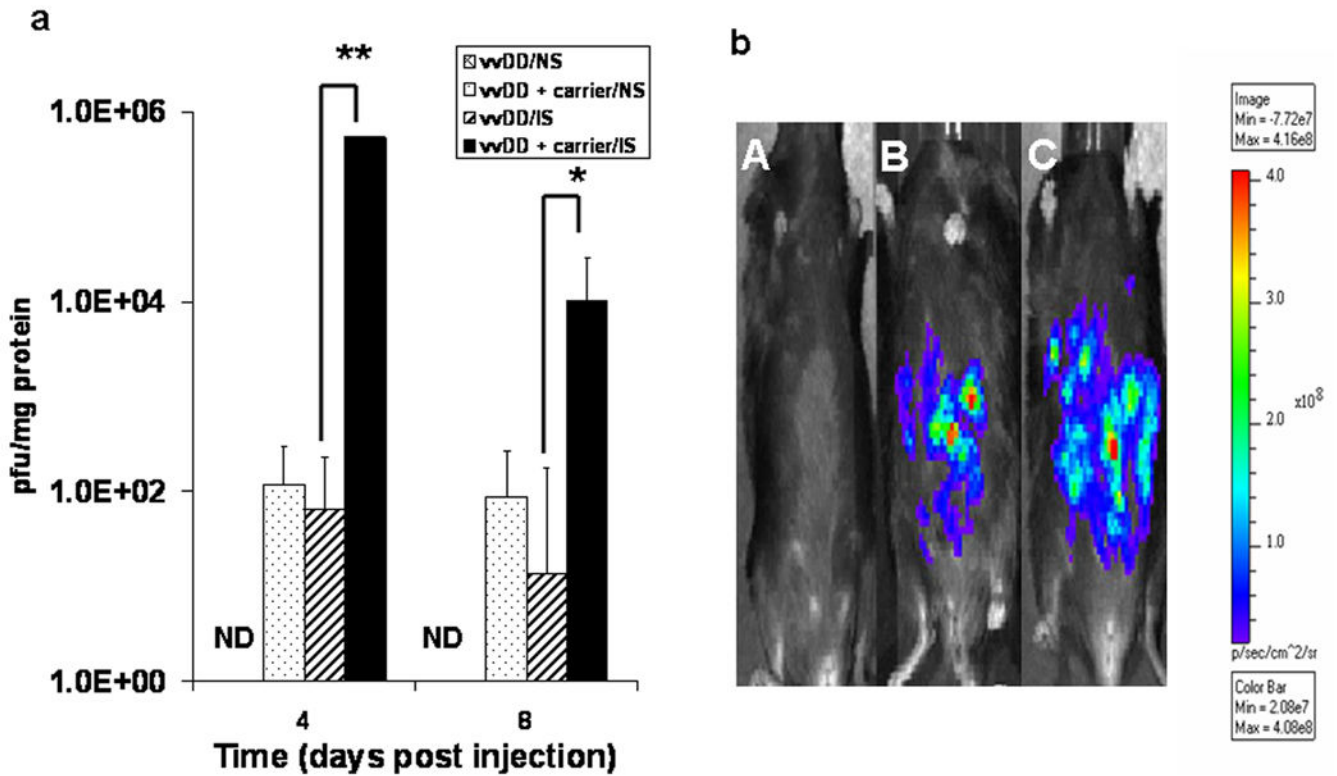 a
**
vvDD/NS
vvDD + carrier/NS
vvDD/IS
vvDD + carrier/IS
*
1.0E+06
1.0E+04
1.0E+02
1.0E+00
pfu/mg protein
ND
ND
4
8
Time (days post injection)
b
A
B
C
Image
Min = -7.72e7
Max = 4.16e8
4.0
3.0
2.0
1.0
x10⁸
p/sec/cm^2/sr
Color Bar
Min = 2.08e7
Max = 4.08e8